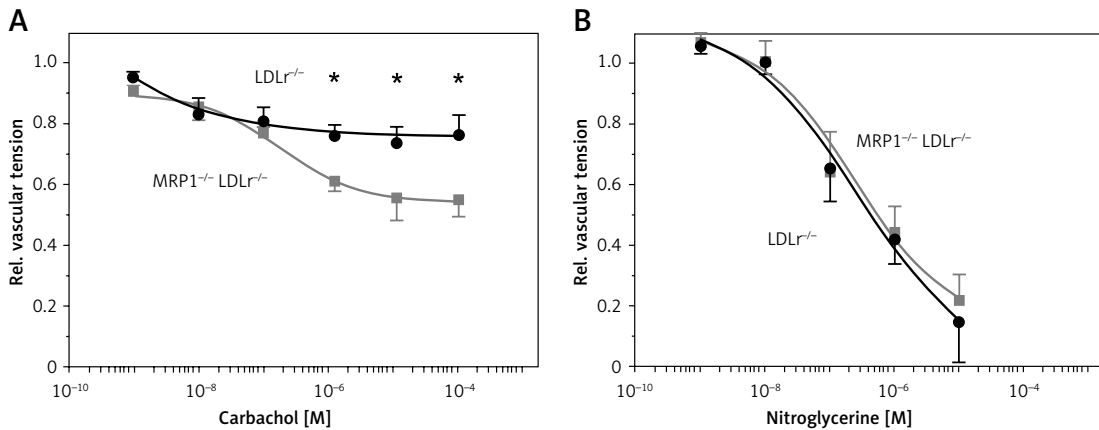 A
Rel. vascular tension
1.0
0.8
0.6
0.4
0.2
0
LDLr⁻/⁻
* * *
MRP1⁻/⁻ LDLr⁻/⁻
10⁻¹⁰ 10⁻⁸ 10⁻⁶ 10⁻⁴
Carbachol [M]
B
Rel. vascular tension
1.0
0.8
0.6
0.4
0.2
0
MRP1⁻/⁻ LDLr⁻/⁻
LDLr⁻/⁻
10⁻¹⁰ 10⁻⁸ 10⁻⁶ 10⁻⁴
Nitroglycerine [M]